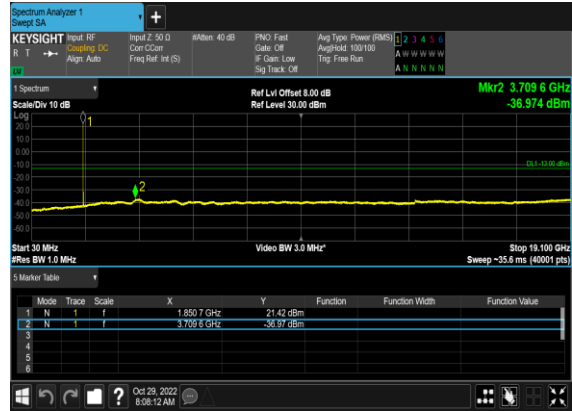 Spectrum Analyzer 1
Swept SA
+
KEYSIGHT Input: RF Input Z: 50 Ω #Atten: 40 dB PNO: Fast Avg Type: Power (RMS) 1 2 3 4 5 6
R T Coupling: DC Corr CCorr Gate: Off Avg|Hold: 100/100 A W W W W W
Align: Auto Freq Ref: Int (S) IF Gain: Low Trig: Free Run
Sig Track: Off A N N N N N
1 Spectrum Ref Lvl Offset 8.00 dB Mkr2 3.709 6 GHz
Scale/Div 10 dB Ref Level 30.00 dBm -36.974 dBm
Log
20.0
10.0
0.00
-10.0
-20.0
-30.0
-40.0
-50.0
-60.0
1
2
DL1 -13.00 dBm
Start 30 MHz Video BW 3.0 MHz* Stop 19.100 GHz
#Res BW 1.0 MHz Sweep ~35.6 ms (40001 pts)
5 Marker Table
Mode Trace Scale X Y Function Function Width Function Value
1 N 1 f 1.850 7 GHz 21.42 dBm
2 N 1 f 3.709 6 GHz -36.97 dBm
3
4
5
6
? Oct 29, 2022
8:08:12 AM